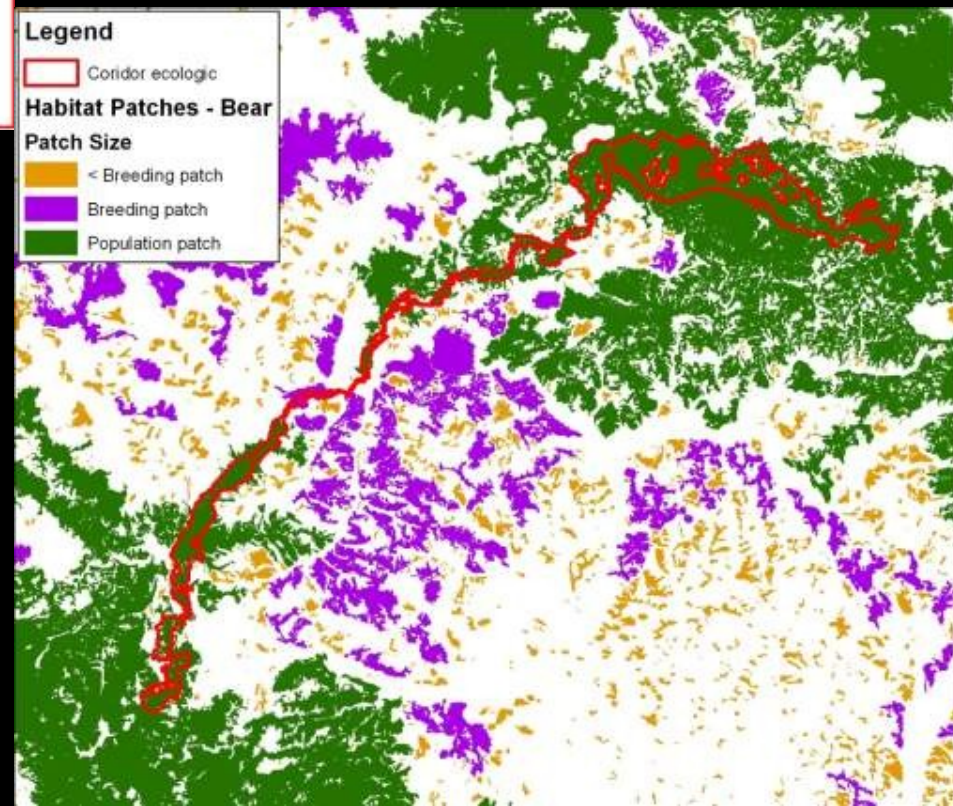 Legend
Coridor ecologic
Habitat Patches - Bear
Patch Size
< Breeding patch
Breeding patch
Population patch